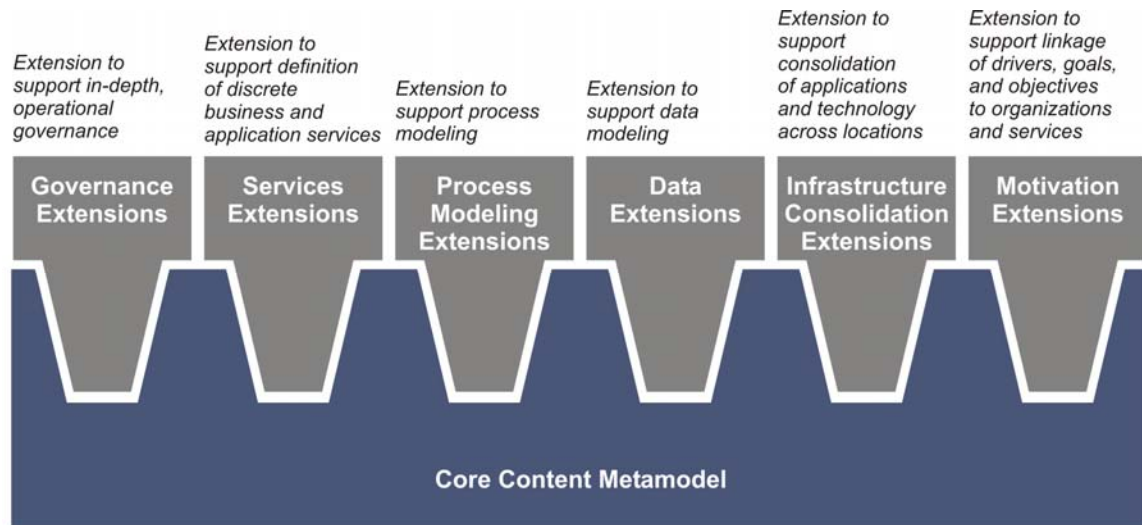 Extension to
support in-depth,
operational
governance
Extension to
support definition
of discrete
business and
application services
Extension to
support process
modeling
Extension to
support data
modeling
Extension to
support
consolidation
of applications
and technology
across locations
Extension to
support linkage
of drivers, goals,
and objectives
to organizations
and services
Governance
Extensions
Services
Extensions
Process
Modeling
Extensions
Data
Extensions
Infrastructure
Consolidation
Extensions
Motivation
Extensions
Core Content Metamodel